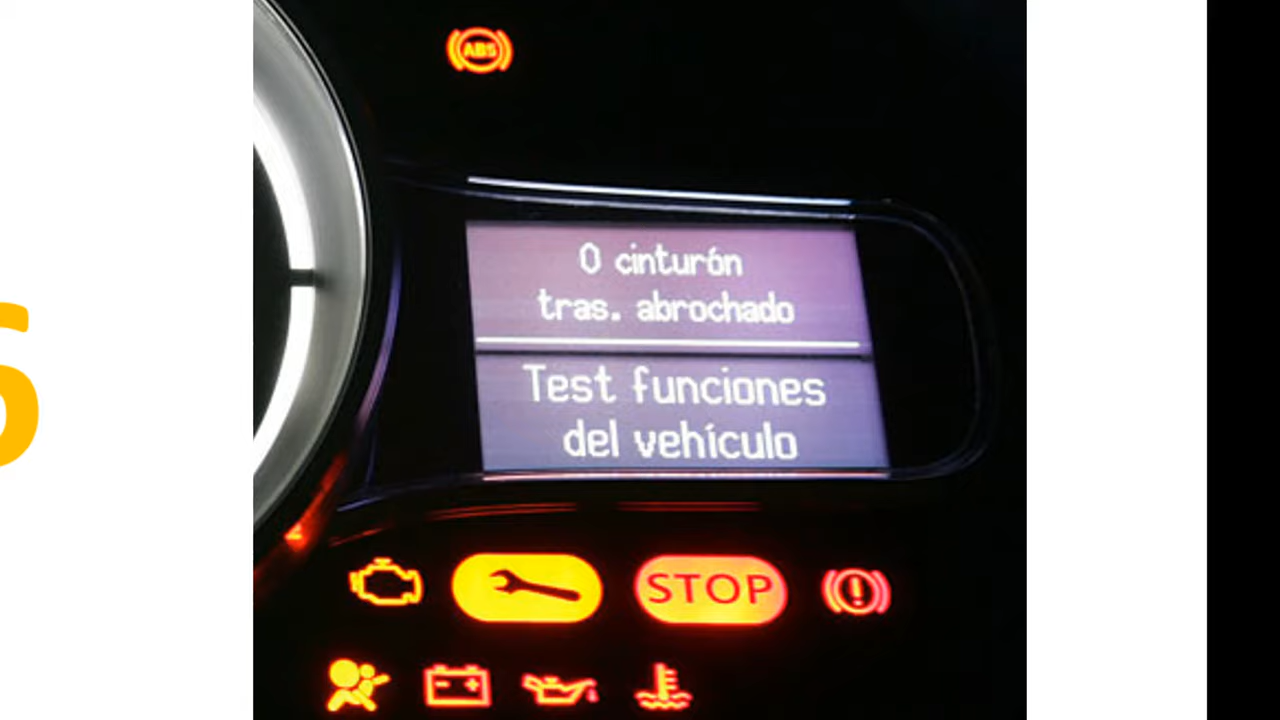 ABS
0 cinturón
tras. abrochado
Test funciones
del vehículo
STOP